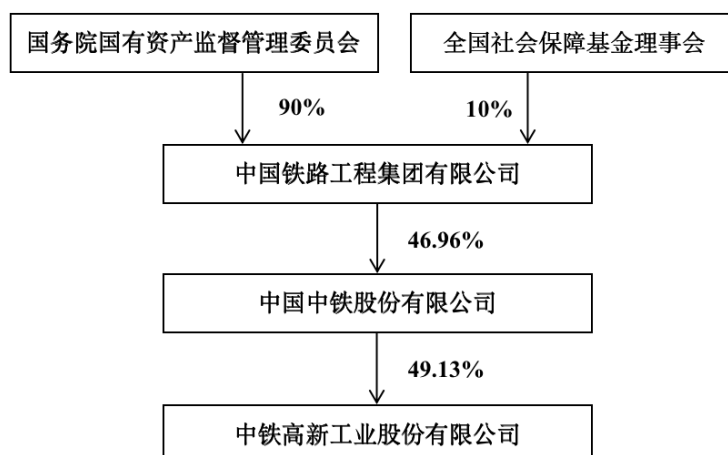 国务院国有资产监督管理委员会
全国社会保障基金理事会
90%
10%
中国铁路工程集团有限公司
46.96%
中国中铁股份有限公司
49.13%
中铁高新工业股份有限公司